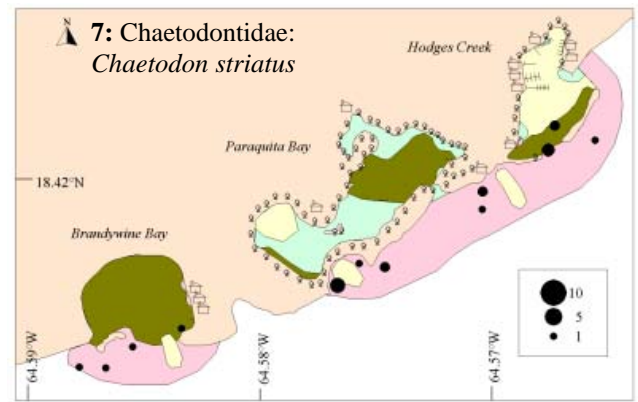 N
7: Chaetodontidae:
Chaetodon striatus
Hodges Creek
Paraquita Bay
18.42°N
Brandywine Bay
10
5
1
64.59°W
64.58°W
64.57°W